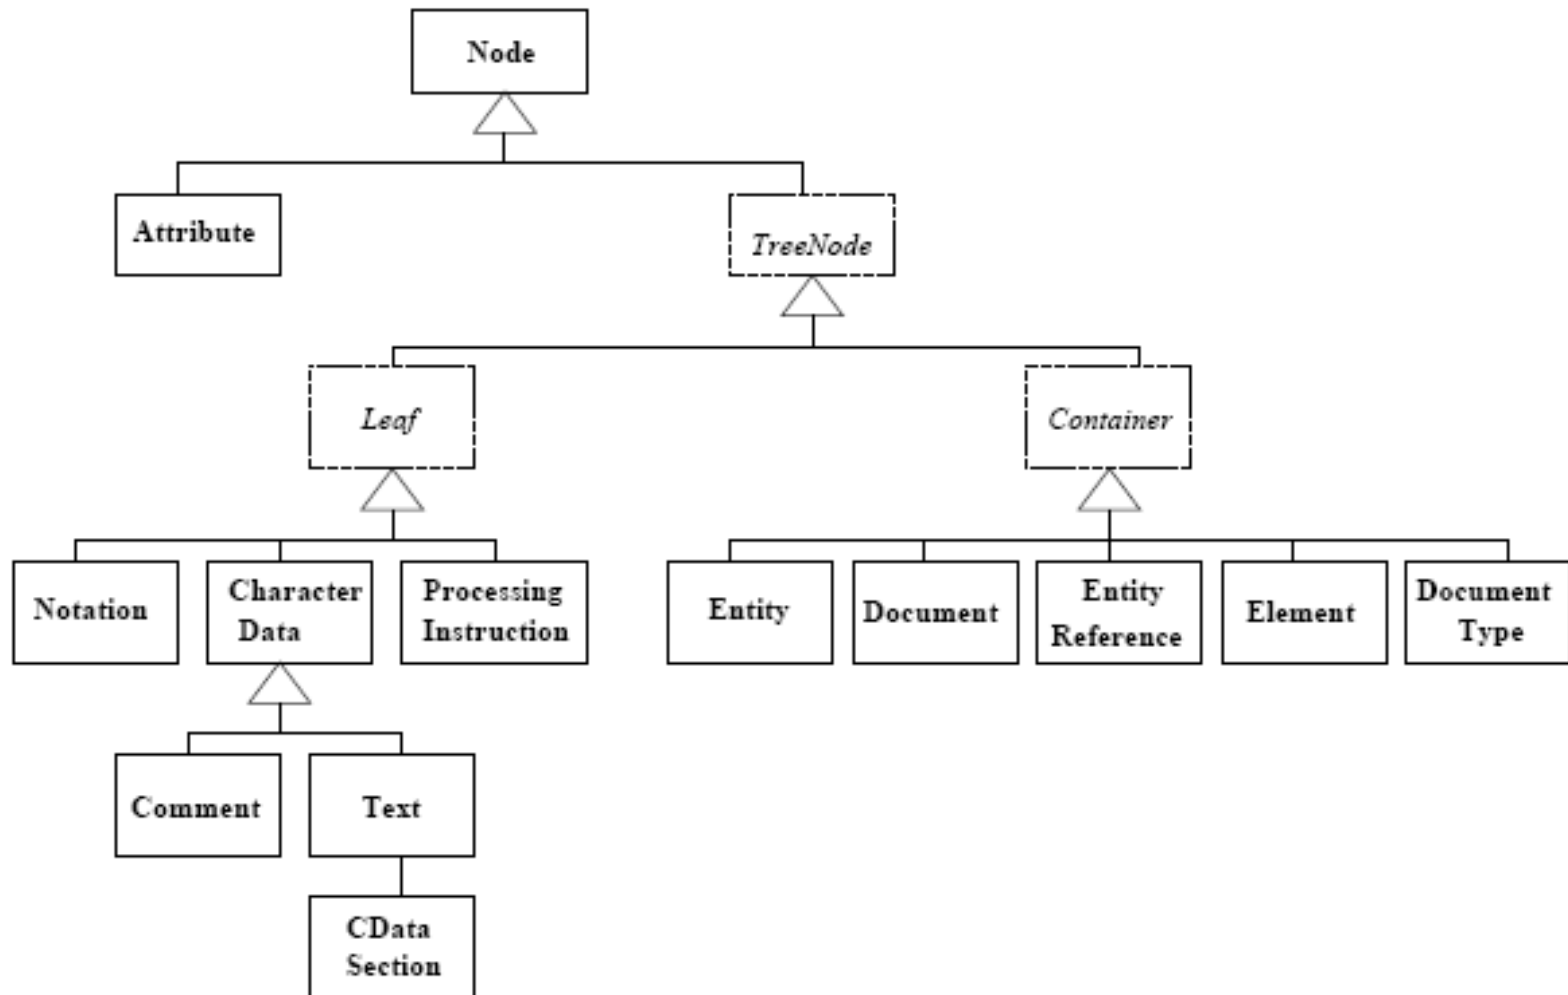 Node
Attribute
TreeNode
Leaf
Container
Notation
Character
Data
Processing
Instruction
Entity
Document
Entity
Reference
Element
Document
Type
Comment
Text
CData
Section